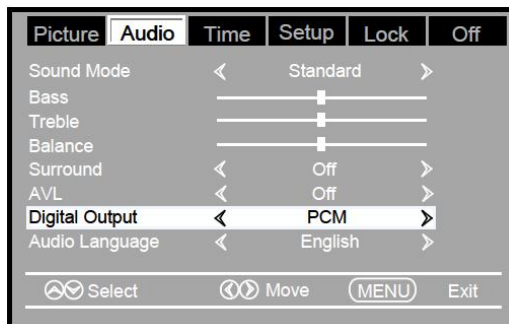 Picture Audio Time Setup Lock Off
Sound Mode Standard
Bass
Treble
Balance
Surround Off
AVL Off
Digital Output PCM
Audio Language English
Select Move MENU Exit